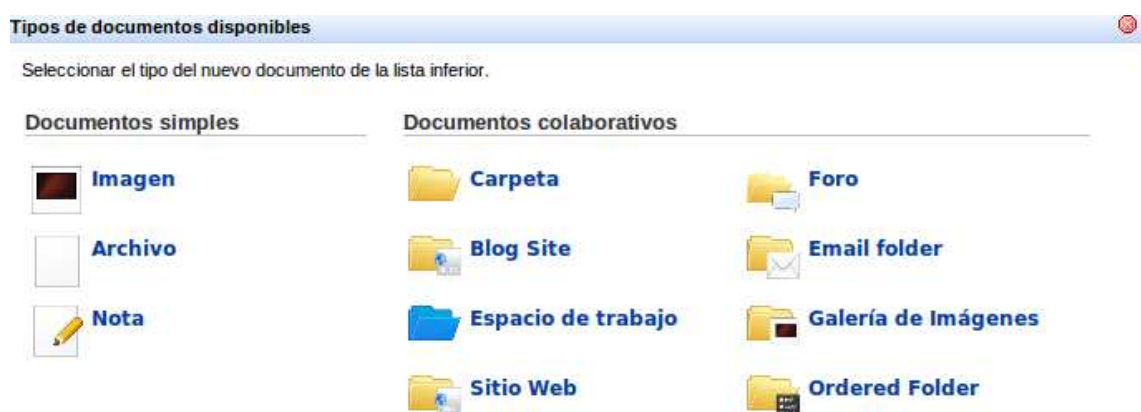 Tipos de documentos disponibles
Seleccionar el tipo del nuevo documento de la lista inferior.
Documentos simples
Imagen
Archivo
Nota
Documentos colaborativos
Carpeta
Blog Site
Espacio de trabajo
Sitio Web
Foro
Email folder
Galería de Imágenes
Ordered Folder